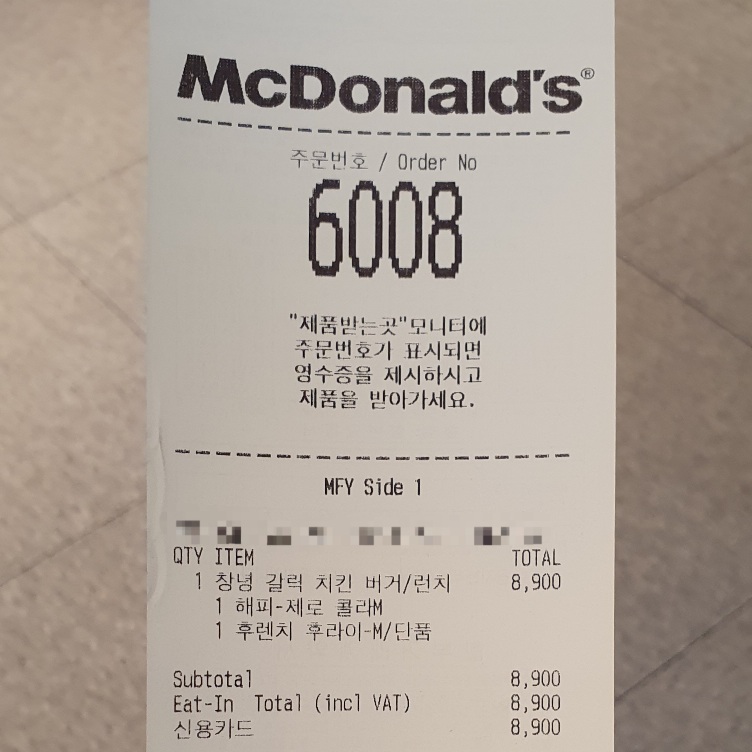 McDonald's®
주문번호 / Order No
6008
"제품받는곳"모니터에
주문번호가 표시되면
영수증을 제시하시고
제품을 받아가세요.
MFY Side 1
QTY ITEM TOTAL
1 창녕 갈릭 치킨 버거/런치 8,900
1 해피-제로 콜라M
1 후렌치 후라이-M/단품
Subtotal 8,900
Eat-In Total (incl VAT) 8,900
신용카드 8,900